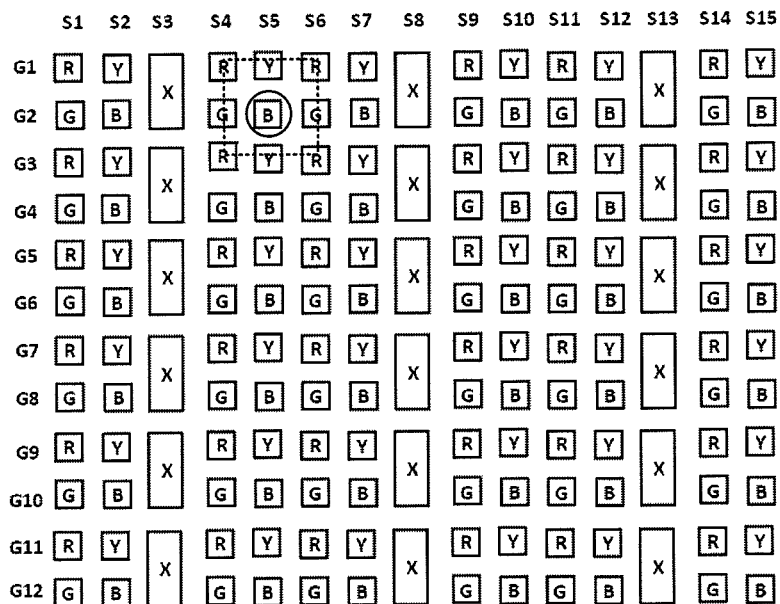 S1 S2 S3 S4 S5 S6 S7 S8 S9 S10 S11 S12 S13 S14 S15
G1 R Y R Y R Y R Y R Y R Y
X X X
G2 G B G B G B G B G B G B
G3 R Y R Y R Y R Y R Y R Y
X X X
G4 G B G B G B G B G B G B
G5 R Y R Y R Y R Y R Y R Y
X X X
G6 G B G B G B G B G B G B
G7 R Y R Y R Y R Y R Y R Y
X X X
G8 G B G B G B G B G B G B
G9 R Y R Y R Y R Y R Y R Y
X X X
G10 G B G B G B G B G B G B
G11 R Y R Y R Y R Y R Y R Y
X X X
G12 G B G B G B G B G B G B